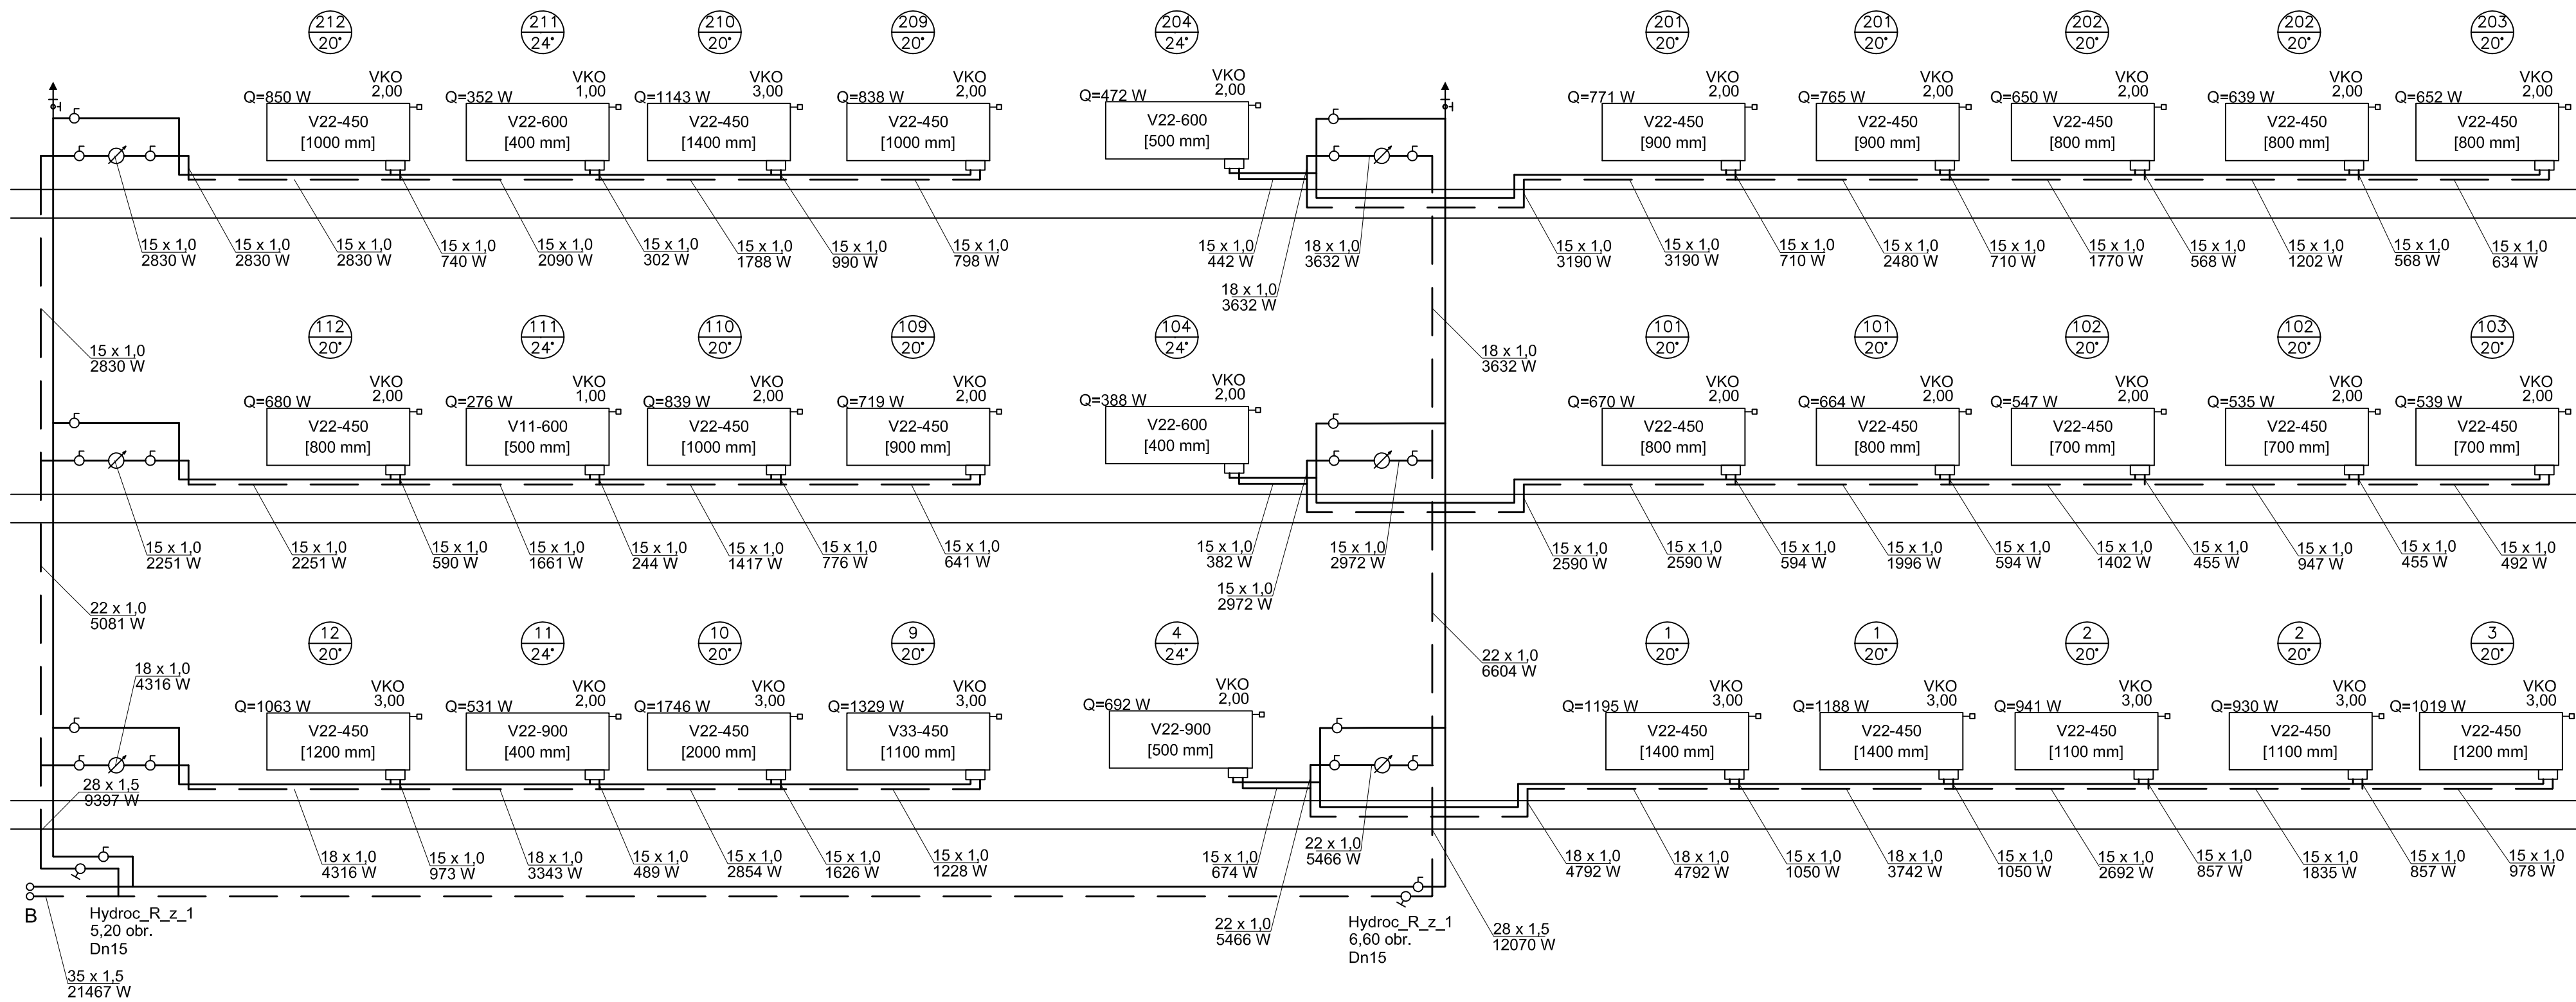 212
20°
211
24°
210
20°
209
20°
204
24°
201
20°
201
20°
202
20°
202
20°
203
20°
Q=850 W
VKO
2,00
V22-450
[1000 mm]
Q=352 W
VKO
1,00
V22-600
[400 mm]
Q=1143 W
VKO
3,00
V22-450
[1400 mm]
Q=838 W
VKO
2,00
V22-450
[1000 mm]
Q=472 W
VKO
2,00
V22-600
[500 mm]
Q=771 W
VKO
2,00
V22-450
[900 mm]
Q=765 W
VKO
2,00
V22-450
[900 mm]
Q=650 W
VKO
2,00
V22-450
[800 mm]
Q=639 W
VKO
2,00
V22-450
[800 mm]
Q=652 W
VKO
2,00
V22-450
[800 mm]
15 x 1,0
2830 W
15 x 1,0
2830 W
15 x 1,0
2830 W
15 x 1,0
740 W
15 x 1,0
2090 W
15 x 1,0
302 W
15 x 1,0
1788 W
15 x 1,0
990 W
15 x 1,0
798 W
15 x 1,0
442 W
18 x 1,0
3632 W
18 x 1,0
3632 W
15 x 1,0
3190 W
15 x 1,0
3190 W
15 x 1,0
710 W
15 x 1,0
2480 W
15 x 1,0
710 W
15 x 1,0
1770 W
15 x 1,0
568 W
15 x 1,0
1202 W
15 x 1,0
568 W
15 x 1,0
634 W
15 x 1,0
2830 W
18 x 1,0
3632 W
112
20°
111
24°
110
20°
109
20°
104
24°
101
20°
101
20°
102
20°
102
20°
103
20°
Q=680 W
VKO
2,00
V22-450
[800 mm]
Q=276 W
VKO
1,00
V11-600
[500 mm]
Q=839 W
VKO
2,00
V22-450
[1000 mm]
Q=719 W
VKO
2,00
V22-450
[900 mm]
Q=388 W
VKO
2,00
V22-600
[400 mm]
Q=670 W
VKO
2,00
V22-450
[800 mm]
Q=664 W
VKO
2,00
V22-450
[800 mm]
Q=547 W
VKO
2,00
V22-450
[700 mm]
Q=535 W
VKO
2,00
V22-450
[700 mm]
Q=539 W
VKO
2,00
V22-450
[700 mm]
15 x 1,0
2251 W
15 x 1,0
2251 W
15 x 1,0
590 W
15 x 1,0
1661 W
15 x 1,0
244 W
15 x 1,0
1417 W
15 x 1,0
776 W
15 x 1,0
641 W
15 x 1,0
382 W
15 x 1,0
2972 W
15 x 1,0
2972 W
15 x 1,0
2590 W
15 x 1,0
2590 W
15 x 1,0
594 W
15 x 1,0
1996 W
15 x 1,0
594 W
15 x 1,0
1402 W
15 x 1,0
455 W
15 x 1,0
947 W
15 x 1,0
455 W
15 x 1,0
492 W
22 x 1,0
5081 W
22 x 1,0
6604 W
18 x 1,0
4316 W
12
20°
11
24°
10
20°
9
20°
4
24°
1
20°
1
20°
2
20°
2
20°
3
20°
Q=1063 W
VKO
3,00
V22-450
[1200 mm]
Q=531 W
VKO
2,00
V22-900
[400 mm]
Q=1746 W
VKO
3,00
V22-450
[2000 mm]
Q=1329 W
VKO
3,00
V33-450
[1100 mm]
Q=692 W
VKO
2,00
V22-900
[500 mm]
Q=1195 W
VKO
3,00
V22-450
[1400 mm]
Q=1188 W
VKO
3,00
V22-450
[1400 mm]
Q=941 W
VKO
3,00
V22-450
[1100 mm]
Q=930 W
VKO
3,00
V22-450
[1100 mm]
Q=1019 W
VKO
3,00
V22-450
[1200 mm]
28 x 1,5
9397 W
18 x 1,0
4316 W
15 x 1,0
973 W
18 x 1,0
3343 W
15 x 1,0
489 W
15 x 1,0
2854 W
15 x 1,0
1626 W
15 x 1,0
1228 W
15 x 1,0
674 W
22 x 1,0
5466 W
18 x 1,0
4792 W
18 x 1,0
4792 W
15 x 1,0
1050 W
18 x 1,0
3742 W
15 x 1,0
1050 W
15 x 1,0
2692 W
15 x 1,0
857 W
15 x 1,0
1835 W
15 x 1,0
857 W
15 x 1,0
978 W
B
Hydroc_R_z_1
5,20 obr.
Dn15
22 x 1,0
5466 W
Hydroc_R_z_1
6,60 obr.
Dn15
28 x 1,5
12070 W
35 x 1,5
21467 W